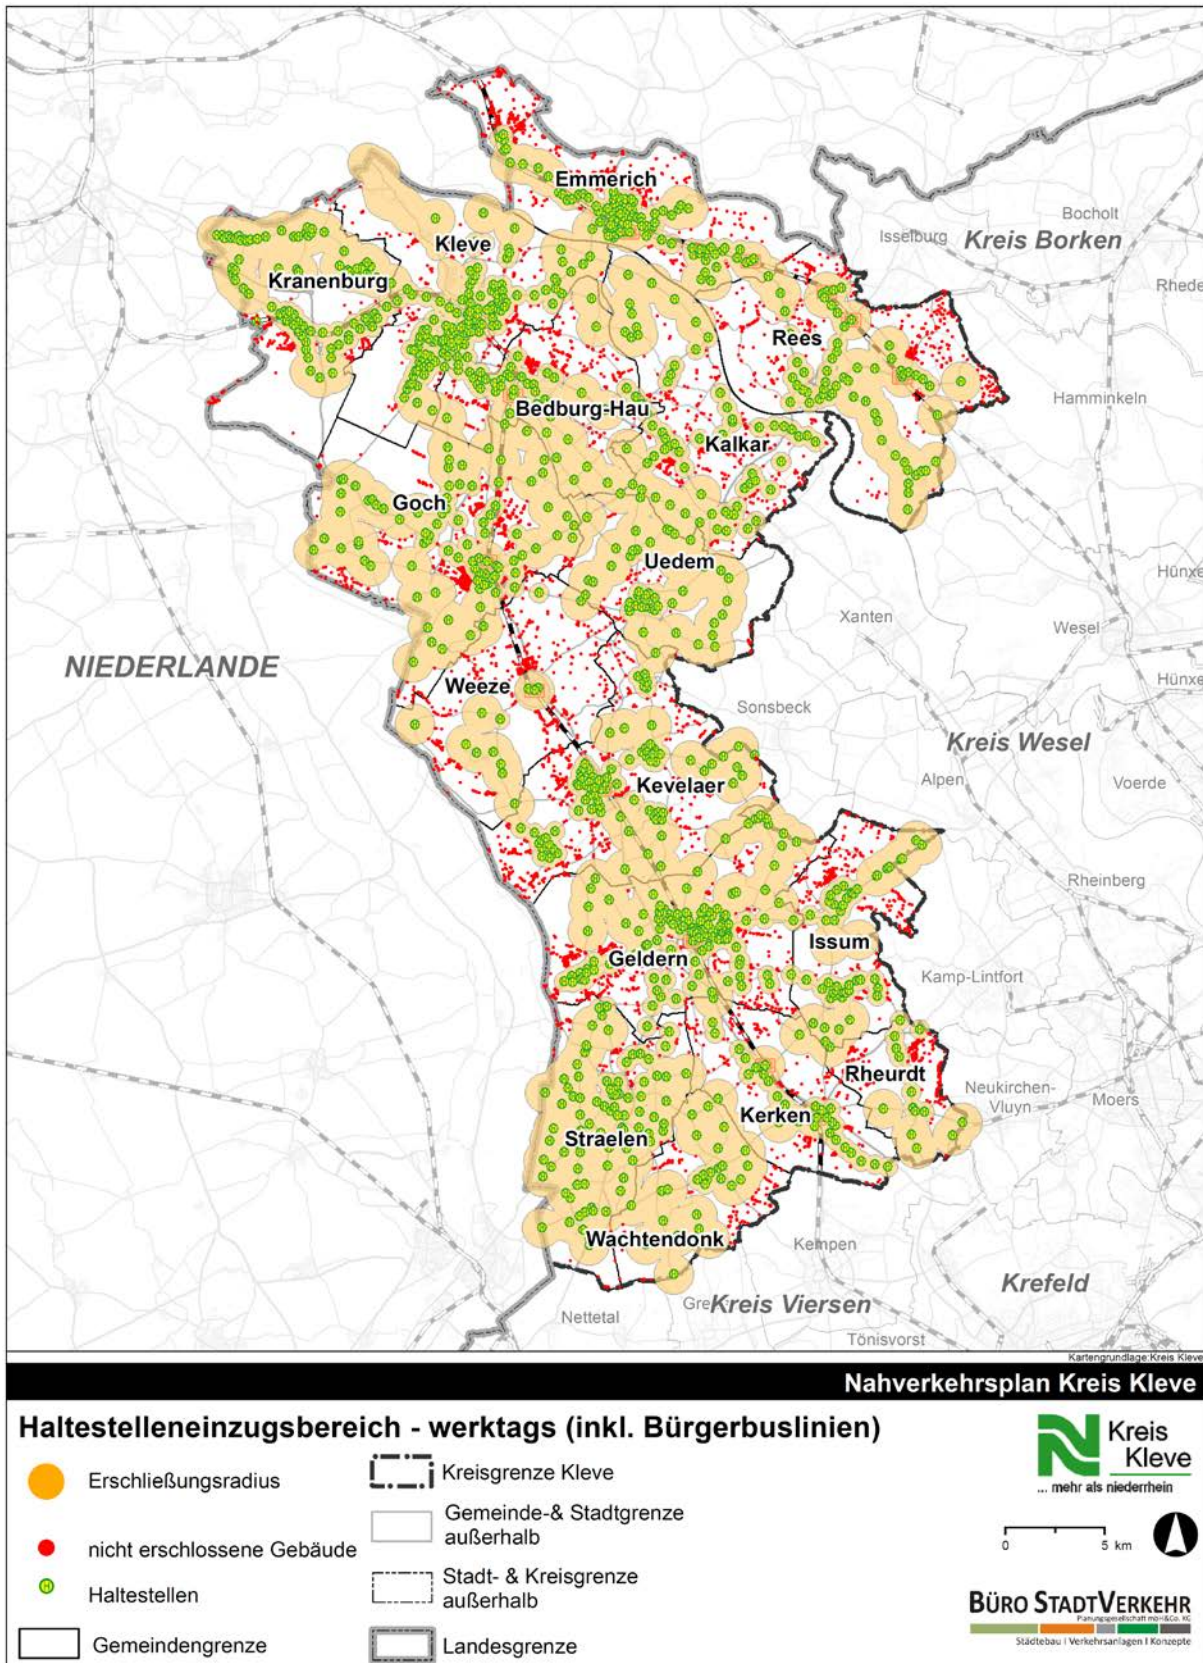 Emmerich
Bocholt
Isselburg
Kreis Borken
Kleve
Kranenburg
Rhede
Rees
Hamminkeln
Bedburg-Hau
Kalkar
Goch
Uedem
Hünxe
Xanten
Wesel
NIEDERLANDE
Weeze
Hünxe
Sonsbeck
Kreis Wesel
Alpen
Voerde
Kevelaer
Rheinberg
Issum
Geldern
Kamp-Lintfort
Rheurdt
Neukirchen-
Vluyn
Moers
Kerken
Straelen
Wachtendonk
Kempen
Krefeld
Kreis Viersen
Nettetal
Tönisvorst
Kartengrundlage:Kreis Kleve
Nahverkehrsplan Kreis Kleve
Haltestelleneinzugsbereich - werktags (inkl. Bürgerbuslinien)
Erschließungsradius
nicht erschlossene Gebäude
H Haltestellen
Gemeindengrenze
Kreisgrenze Kleve
Gemeinde-& Stadtgrenze
außerhalb
Stadt- & Kreisgrenze
außerhalb
Landesgrenze
Kreis
Kleve
... mehr als niederrhein
0 5 km
BÜRO STADTVERKEHR
Planungsgesellschaft mbH&Co. KG
Städtebau I Verkehrsanlagen I Konzepte